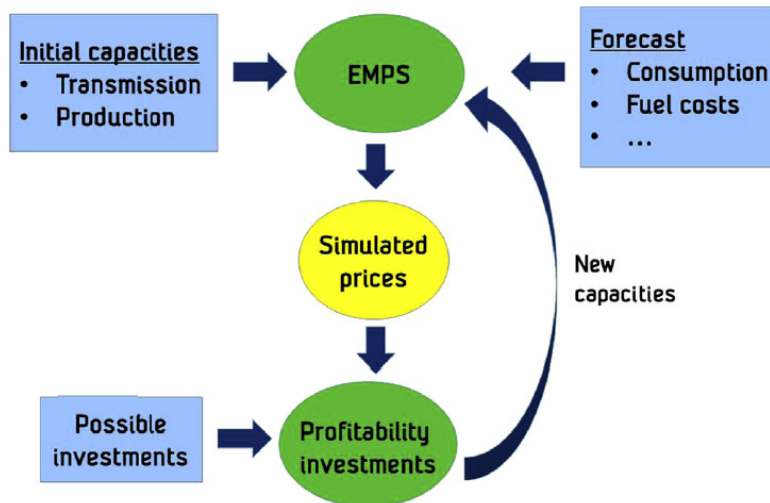 Initial capacities
• Transmission
• Production
EMPS
Forecast
• Consumption
• Fuel costs
• ...
Simulated
prices
New
capacities
Possible
investments
Profitability
investments